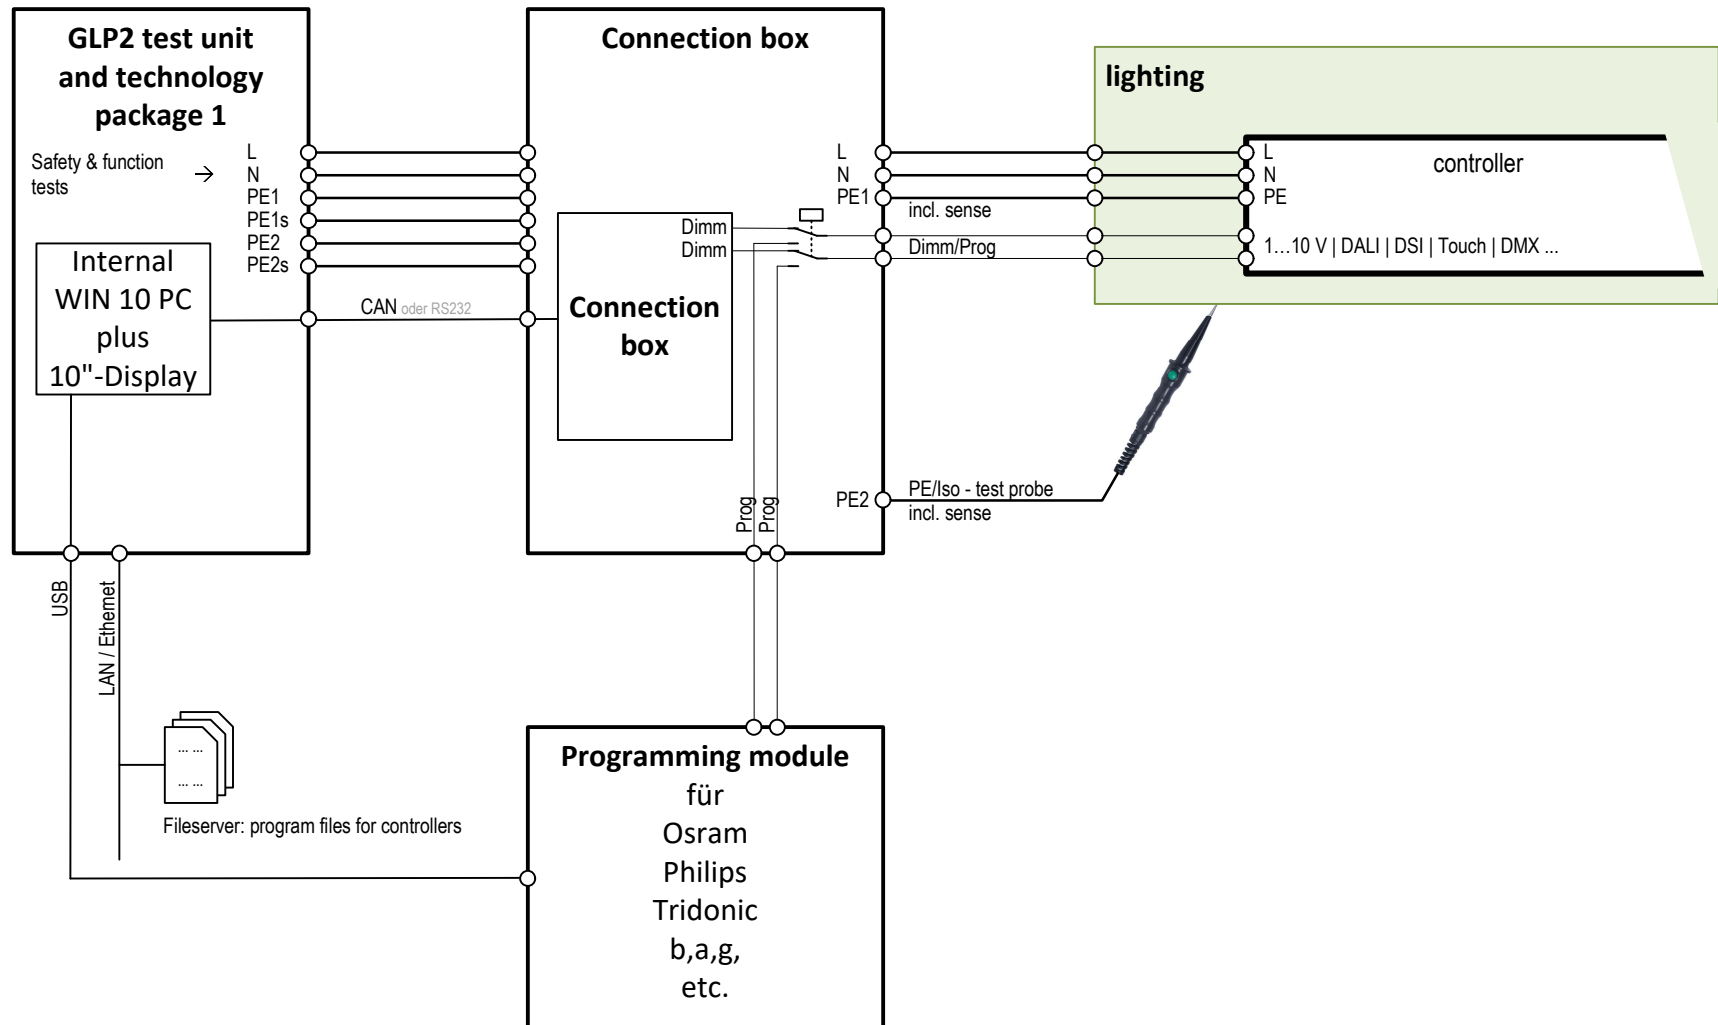 GLP2 test unit
and technology
package 1
Safety & function
tests
→
L
N
PE1
PE1s
PE2
PE2s
Internal
WIN 10 PC
plus
10"-Display
CAN oder RS232
USB
LAN / Ethernet
... ...
... ...
Fileserver: program files for controllers
Connection box
L
N
PE1
Dimm
Dimm
Connection
box
Prog
Prog
PE2
incl. sense
Dimm/Prog
PE/Iso - test probe
incl. sense
lighting
controller
L
N
PE
1...10 V | DALI | DSI | Touch | DMX ...
Programming module
für
Osram
Philips
Tridonic
b,a,g,
etc.